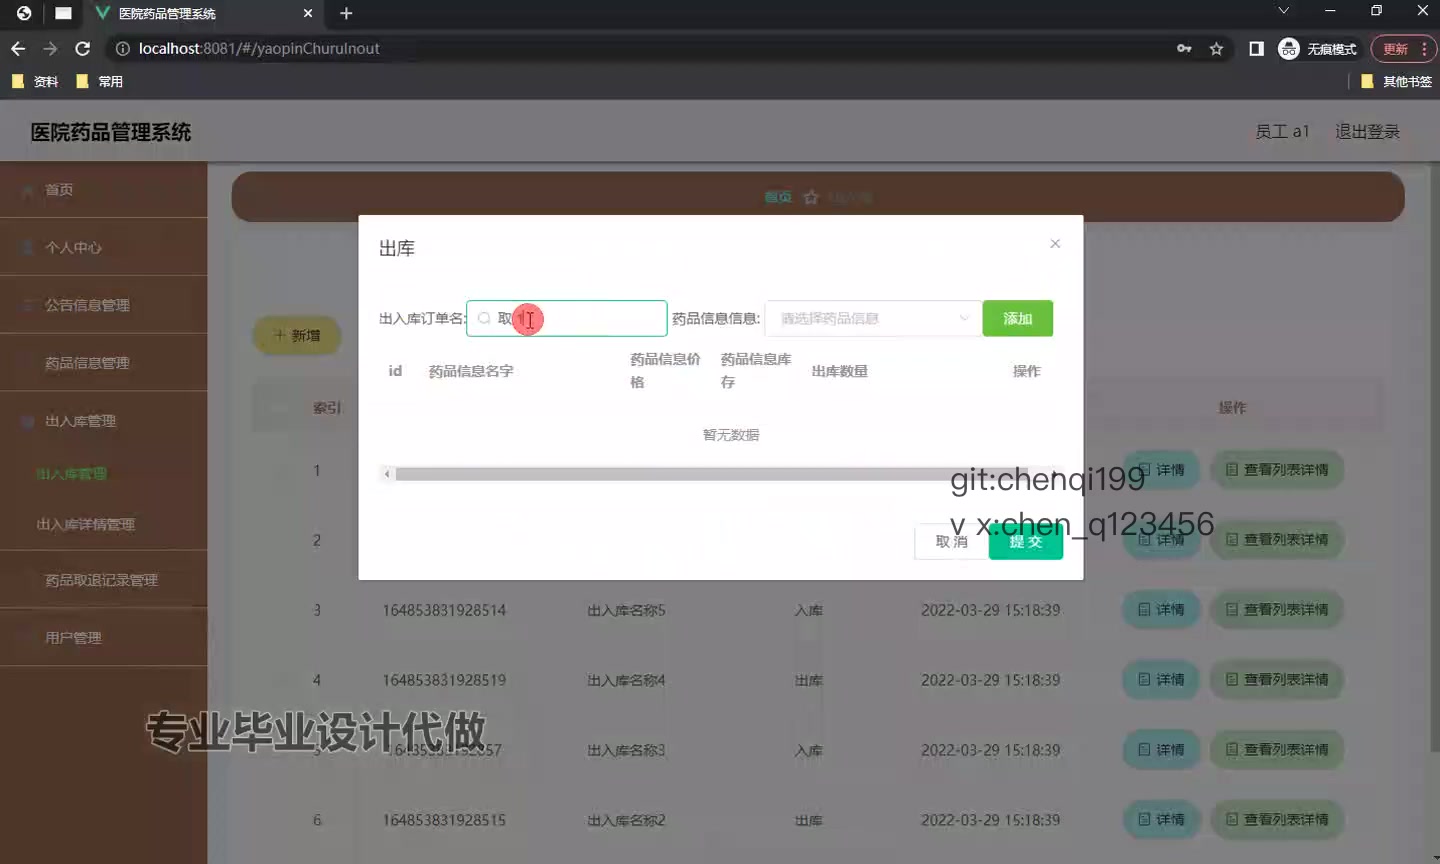 医院药品管理系统
localhost:8081/#/yaopinChuruInout
无痕模式
更新
资料
常用
其他书签
医院药品管理系统
员工 a1
退出登录
首页
个人中心
公告信息管理
药品信息管理
出入库管理
出入库管理
出入库详情管理
药品取退记录管理
用户管理
首页
+ 新增
索引
操作
出库
出入库订单名:
取
药品信息信息:
请选择药品信息
添加
id
药品信息名字
药品信息价格
药品信息库存
出库数量
操作
暂无数据
取 消
提 交
1 详情 查看列表详情
2 详情 查看列表详情
3 164853831928514 出入库名称5 入库 2022-03-29 15:18:39 详情 查看列表详情
4 164853831928519 出入库名称4 出库 2022-03-29 15:18:39 详情 查看列表详情
出入库名称3 入库 2022-03-29 15:18:39 详情 查看列表详情
6 164853831928515 出入库名称2 出库 2022-03-29 15:18:39 详情 查看列表详情
git:chenqi199
v x:chen_q123456
专业毕业设计代做